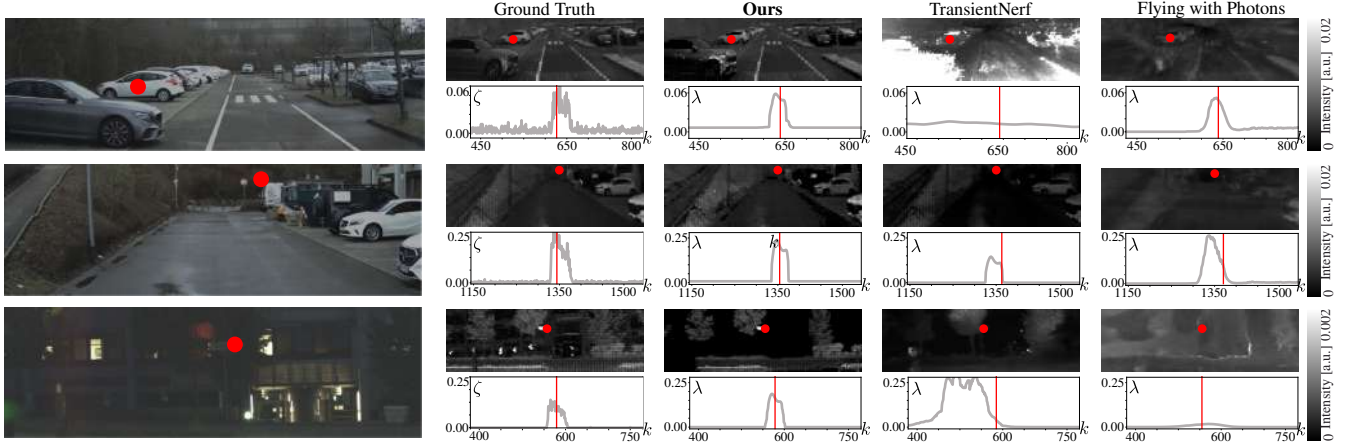 Ground Truth Ours TransientNerf Flying with Photons
0 Intensity [a.u.] 0.02
0.06 ζ 0.00 450 650 800 k
0.06 λ 0.00 450 650 800 k
0.06 λ 0.00 450 650 800 k
0.06 λ 0.00 450 650 800 k
0 Intensity [a.u.] 0.02
0.25 ζ 0.00 1150 1350 1500 k
0.25 λ k 0.00 1150 1350 1500 k
0.25 λ 0.00 1150 1350 1500 k
0.25 λ 0.00 1150 1350 1500 k
0 Intensity [a.u.] 0.002
0.25 ζ 0.00 400 600 750 k
0.25 λ 0.00 400 600 750 k
0.25 λ 0.00 400 600 750 k
0.25 λ 0.00 400 600 750 k